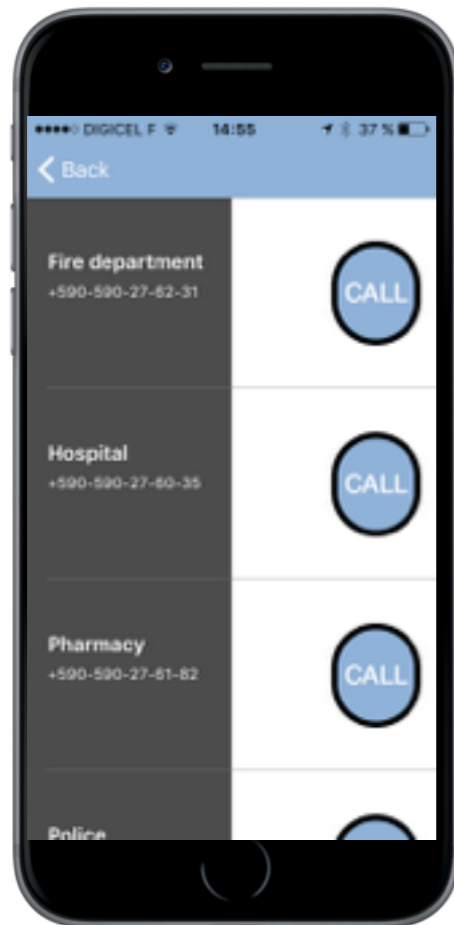 DIGICEL F 14:55 37 %
Back
Fire department
+590-590-27-62-31
CALL
Hospital
+590-590-27-60-35
CALL
Pharmacy
+590-590-27-61-82
CALL
Police